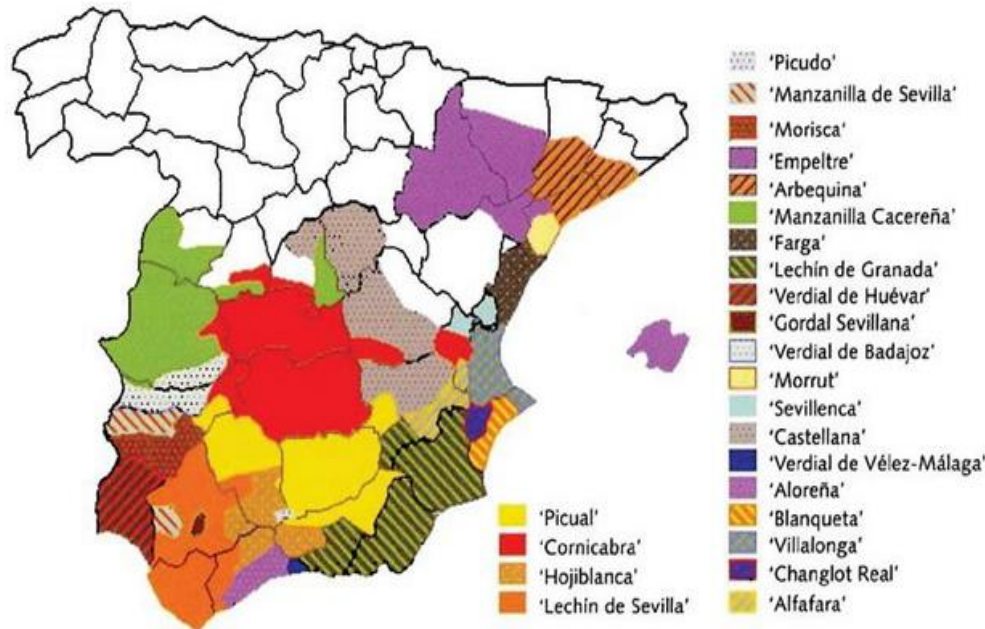 'Picudo'
'Manzanilla de Sevilla'
'Morisca'
'Empeltre'
'Arbequina'
'Manzanilla Cacereña'
'Farga'
'Lechín de Granada'
'Verdial de Huévar'
'Gordal Sevillana'
'Verdial de Badajoz'
'Morrut'
'Sevillenca'
'Castellana'
'Verdial de Vélez-Málaga'
'Aloreña'
'Blanqueta'
'Villalonga'
'Changlot Real'
'Alfafara'
'Picual'
'Cornicabra'
'Hojiblanca'
'Lechín de Sevilla'